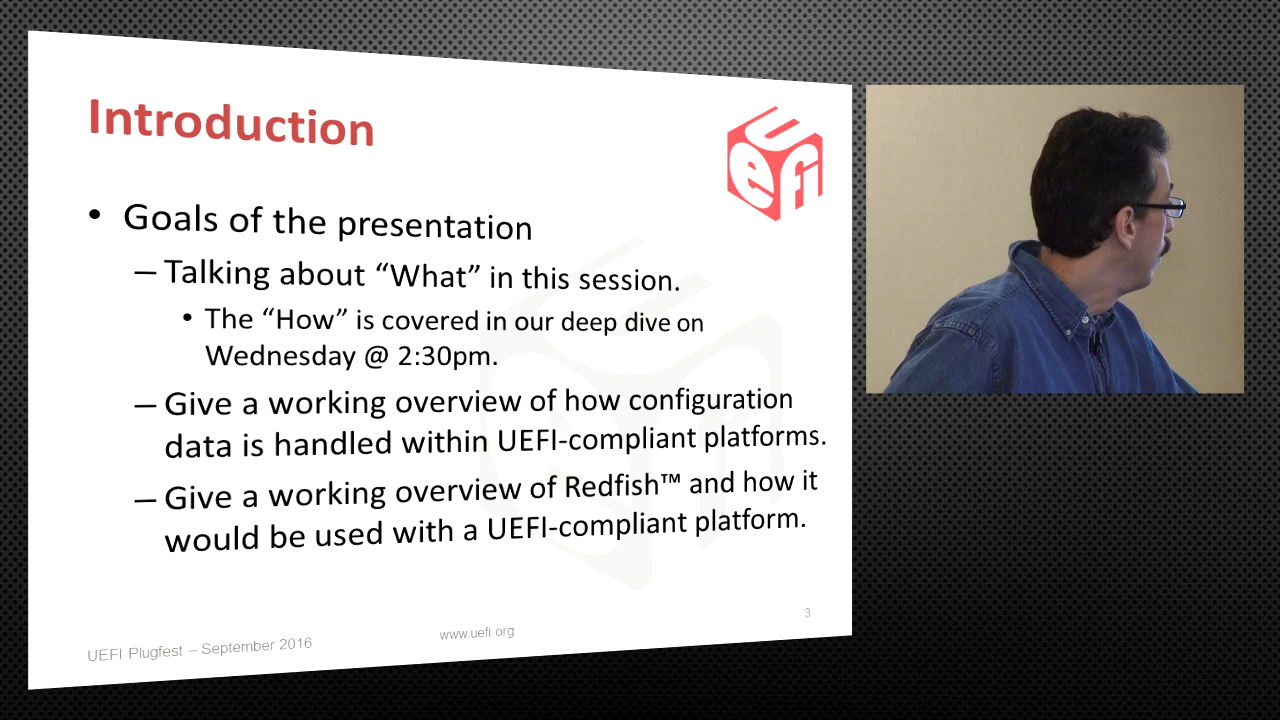 Introduction
UEFI
• Goals of the presentation
– Talking about “What” in this session.
• The “How” is covered in our deep dive on
Wednesday @ 2:30pm.
– Give a working overview of how configuration
data is handled within UEFI-compliant platforms.
– Give a working overview of Redfish™ and how it
would be used with a UEFI-compliant platform.
3
UEFI Plugfest – September 2016
www.uefi.org